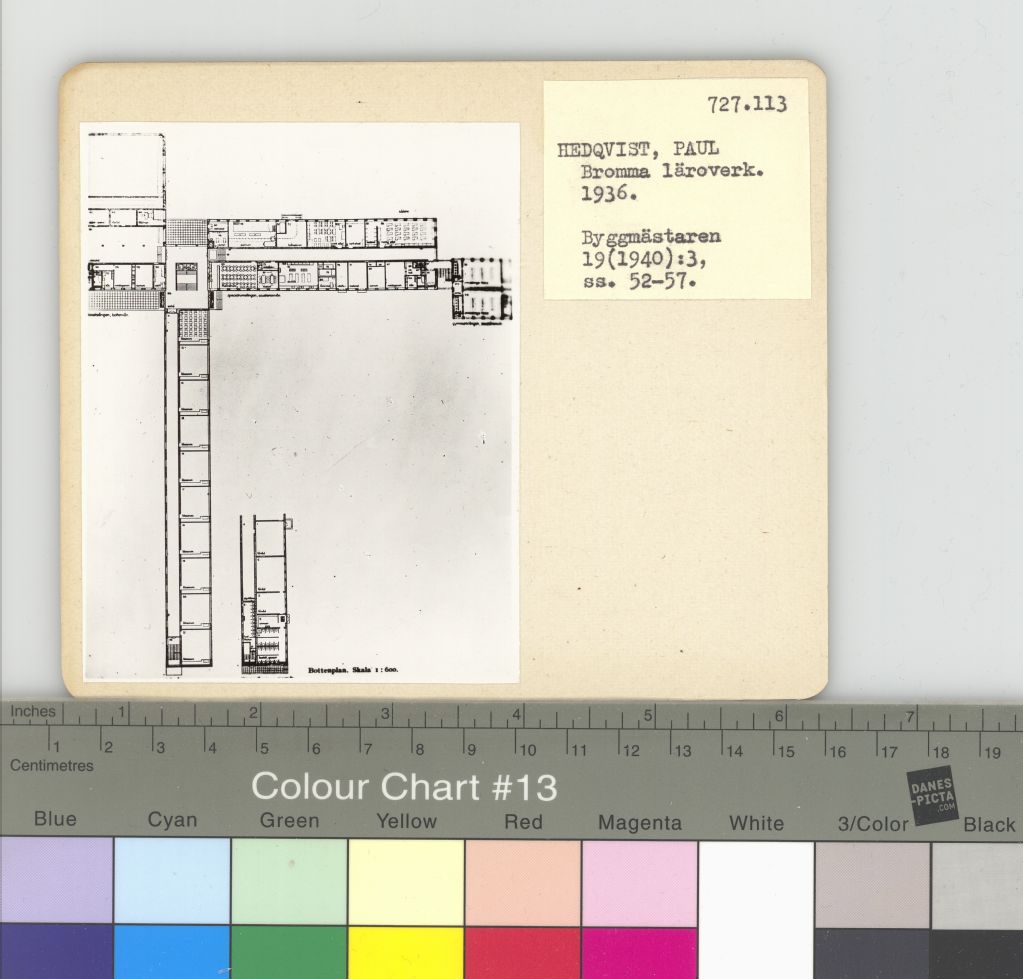 727.113
HEDQVIST, PAUL
Bromma läroverk.
1936.
Byggmästaren
19(1940):3,
ss. 52-57.
Bottenplan. Skala 1:600.
Inches 1 2 3 4 5 6 7
1 2 3 4 5 6 7 8 9 10 11 12 13 14 15 16 17 18 19
Centimetres
Colour Chart #13
DANES
-PICTA
.COM
Blue Cyan Green Yellow Red Magenta White 3/Color Black